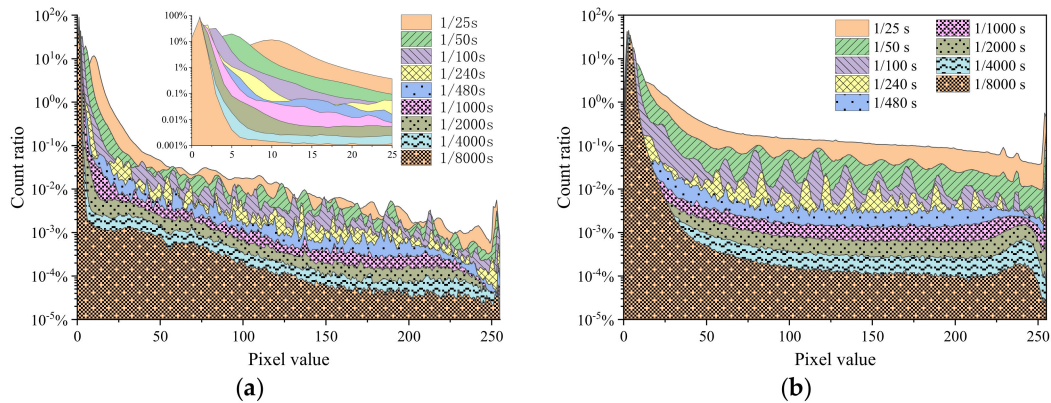 10²%
10¹%
10⁰%
10⁻¹%
10⁻²%
10⁻³%
10⁻⁴%
10⁻⁵%
Count ratio
0
50
100
150
200
250
Pixel value
100%
10%
1%
0.1%
0.01%
0.001%
0
5
10
15
20
25
1/25s
1/50s
1/100s
1/240s
1/480s
1/1000s
1/2000s
1/4000s
1/8000s
(a)
10²%
10¹%
10⁰%
10⁻¹%
10⁻²%
10⁻³%
10⁻⁴%
10⁻⁵%
Count ratio
0
50
100
150
200
250
Pixel value
1/25 s
1/50 s
1/100 s
1/240 s
1/480 s
1/1000 s
1/2000 s
1/4000 s
1/8000 s
(b)